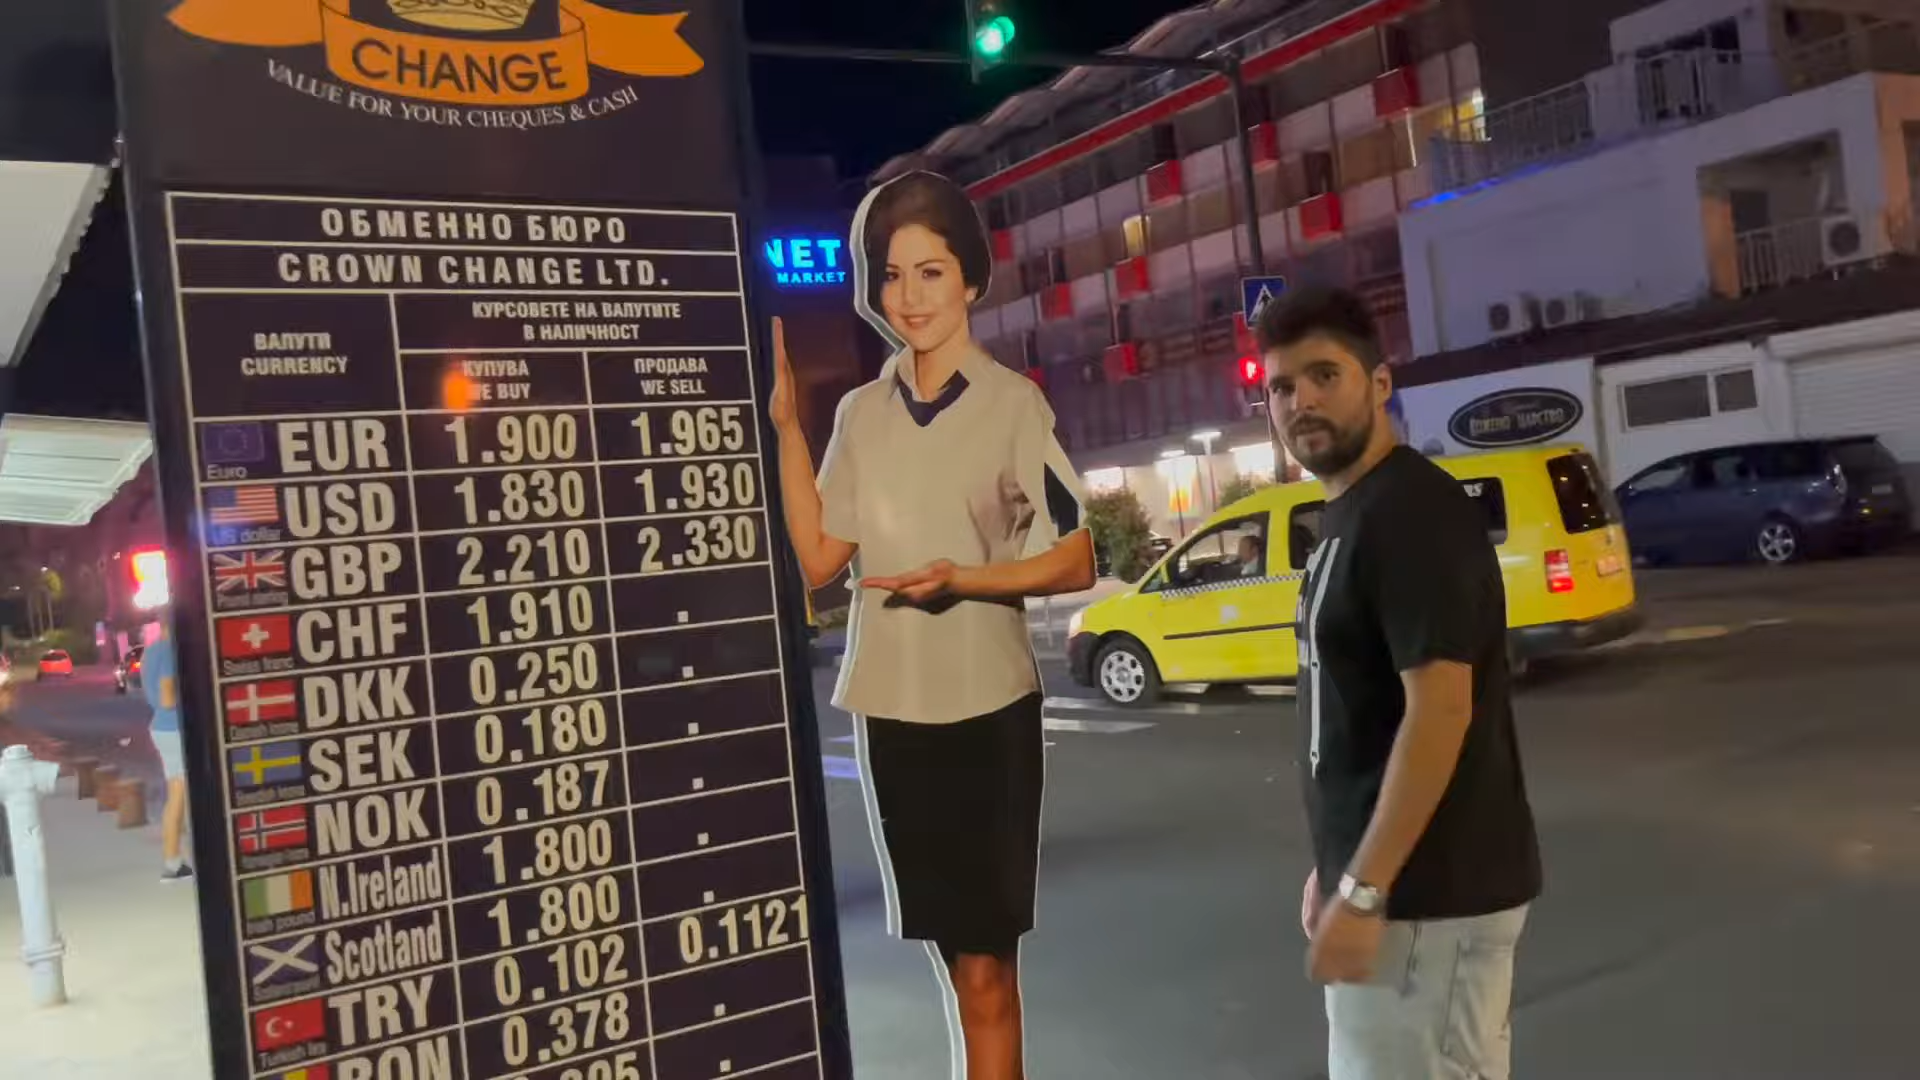 CHANGE
VALUE FOR YOUR CHEQUES & CASH
ОБМЕННО БЮРО
CROWN CHANGE LTD.
ВАЛУТИ
CURRENCY
КУРСОВЕТЕ НА ВАЛУТИТЕ
В НАЛИЧНОСТ
КУПУВА
WE BUY
ПРОДАВА
WE SELL
EUR 1.900 1.965
Euro
USD 1.830 1.930
US dollar
GBP 2.210 2.330
CHF 1.910 .
Swiss franc
DKK 0.250 .
SEK 0.180 .
NOK 0.187 .
N.Ireland 1.800 .
Irish pound
Scotland 1.800 .
TRY 0.102 0.1121
Turkish lira
RON 0.378 .
NET
MARKET